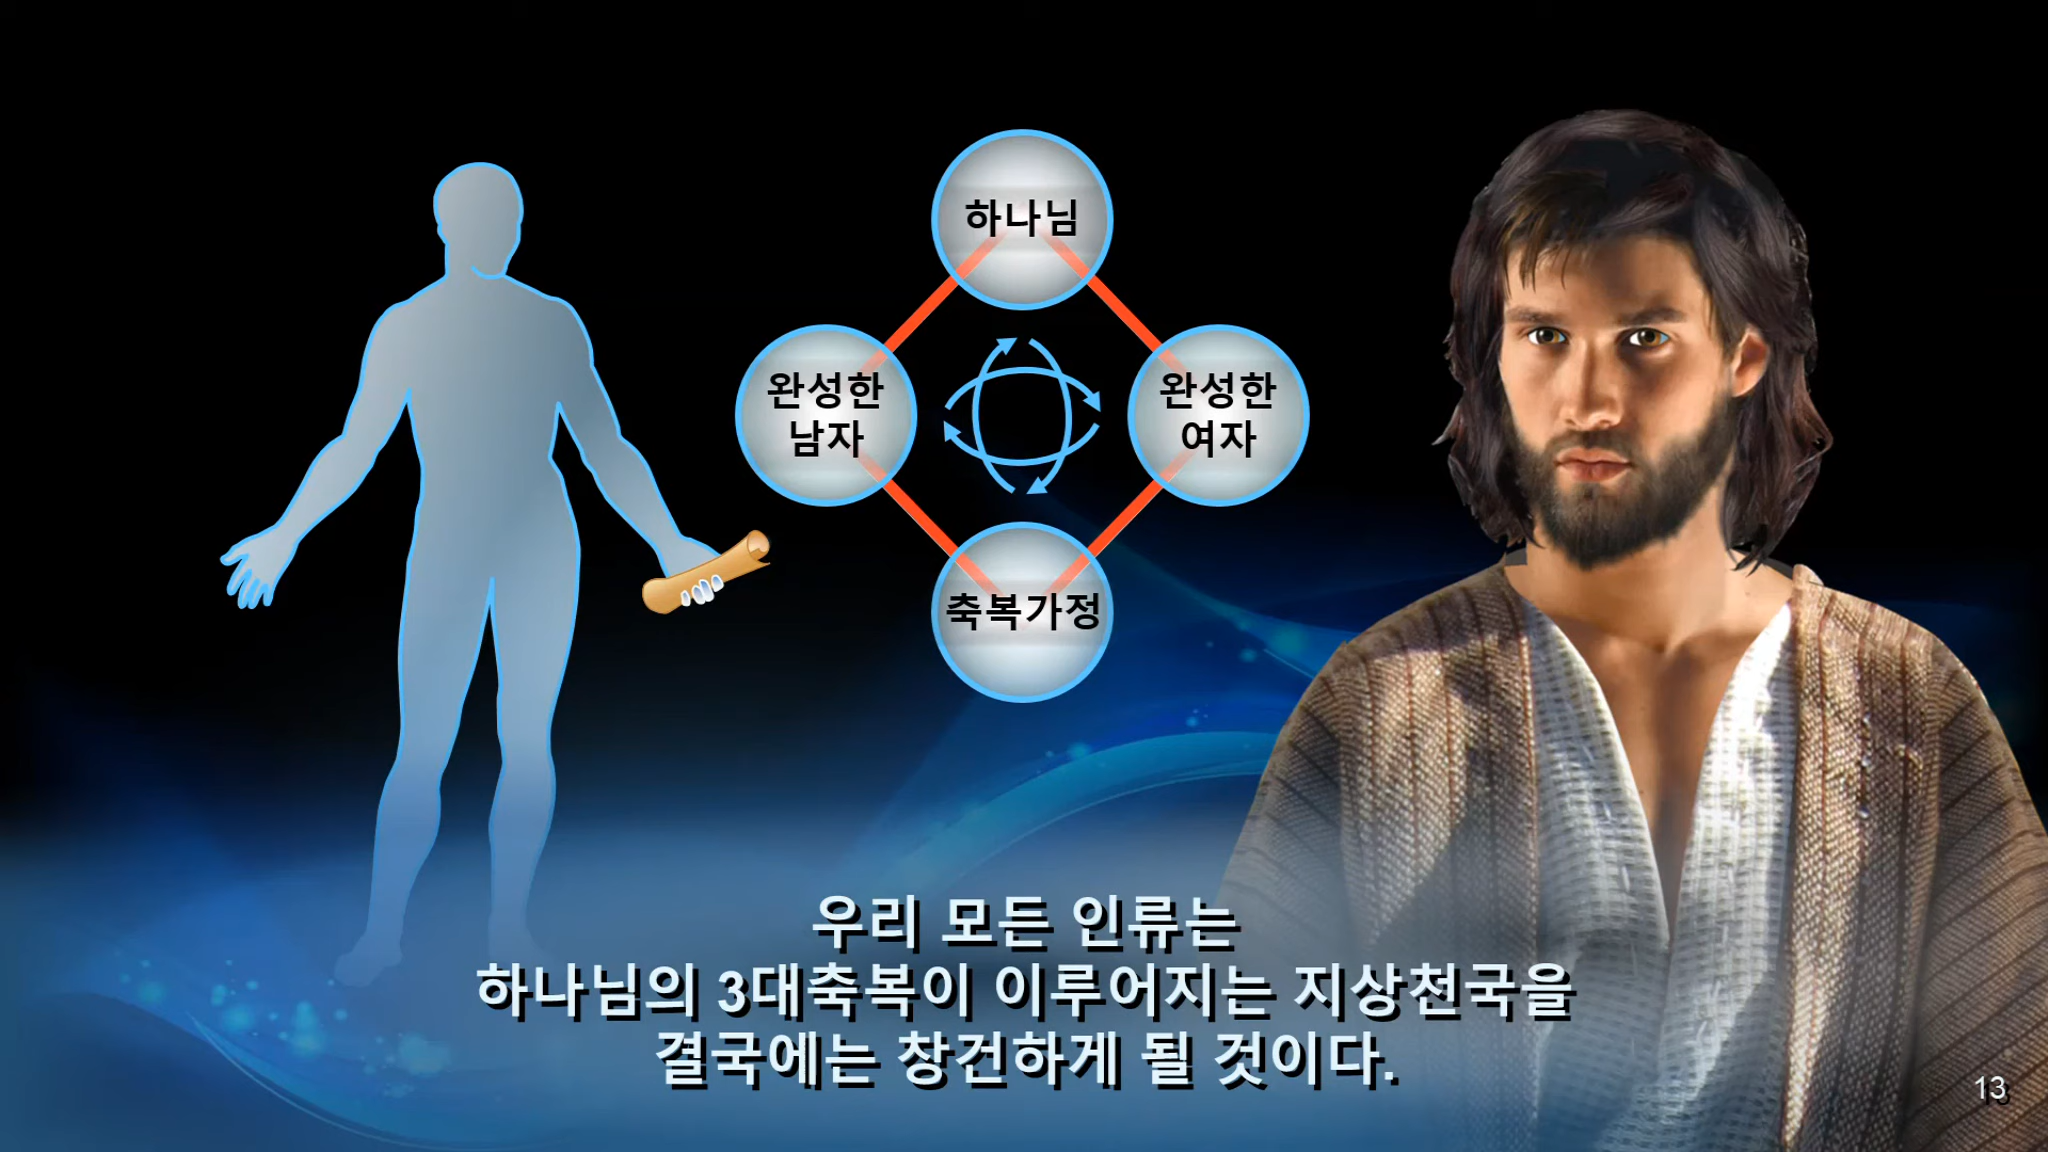 하나님
완성한
남자
완성한
여자
축복가정
우리 모든 인류는
하나님의 3대축복이 이루어지는 지상천국을
결국에는 창건하게 될 것이다.
13